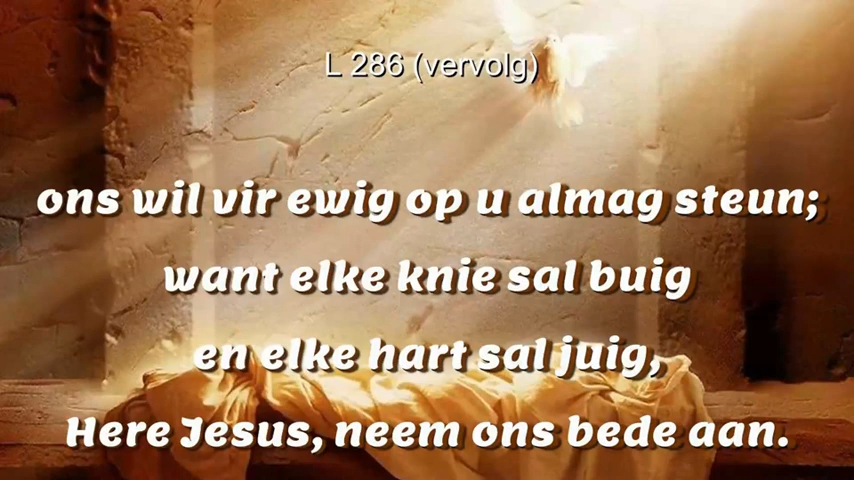 L 286 (vervolg)
ons wil vir ewig op u almag steun;
want elke knie sal buig
en elke hart sal juig,
Here Jesus, neem ons bede aan.